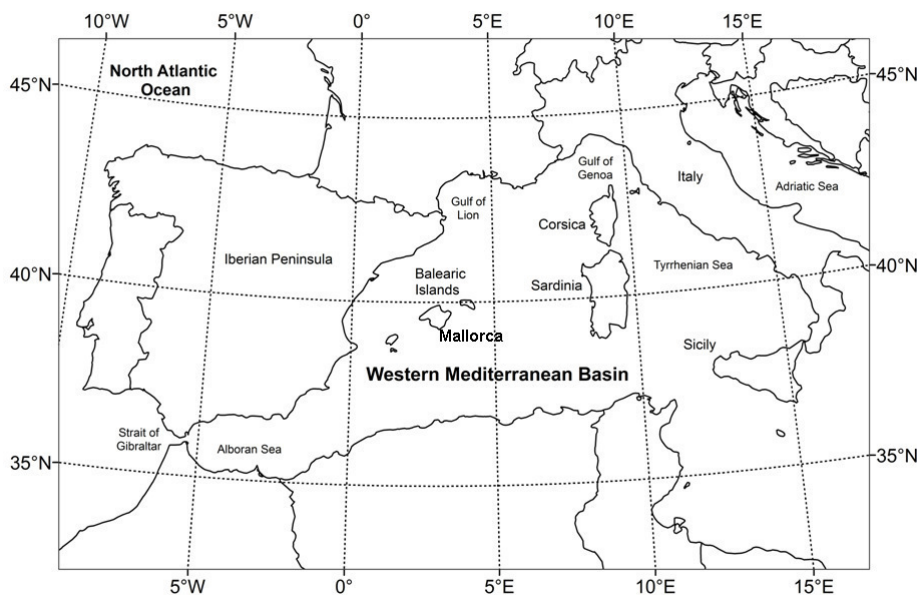 10°W 5°W 0° 5°E 10°E 15°E
45°N
45°N
North Atlantic
Ocean
Gulf of
Genoa
Italy
Adriatic Sea
Gulf of
Lion
Corsica
Iberian Peninsula
40°N
40°N
Balearic
Islands
Sardinia
Tyrrhenian Sea
Mallorca
Sicily
Western Mediterranean Basin
Strait of
Gibraltar
Alboran Sea
35°N
35°N
5°W 0° 5°E 10°E 15°E